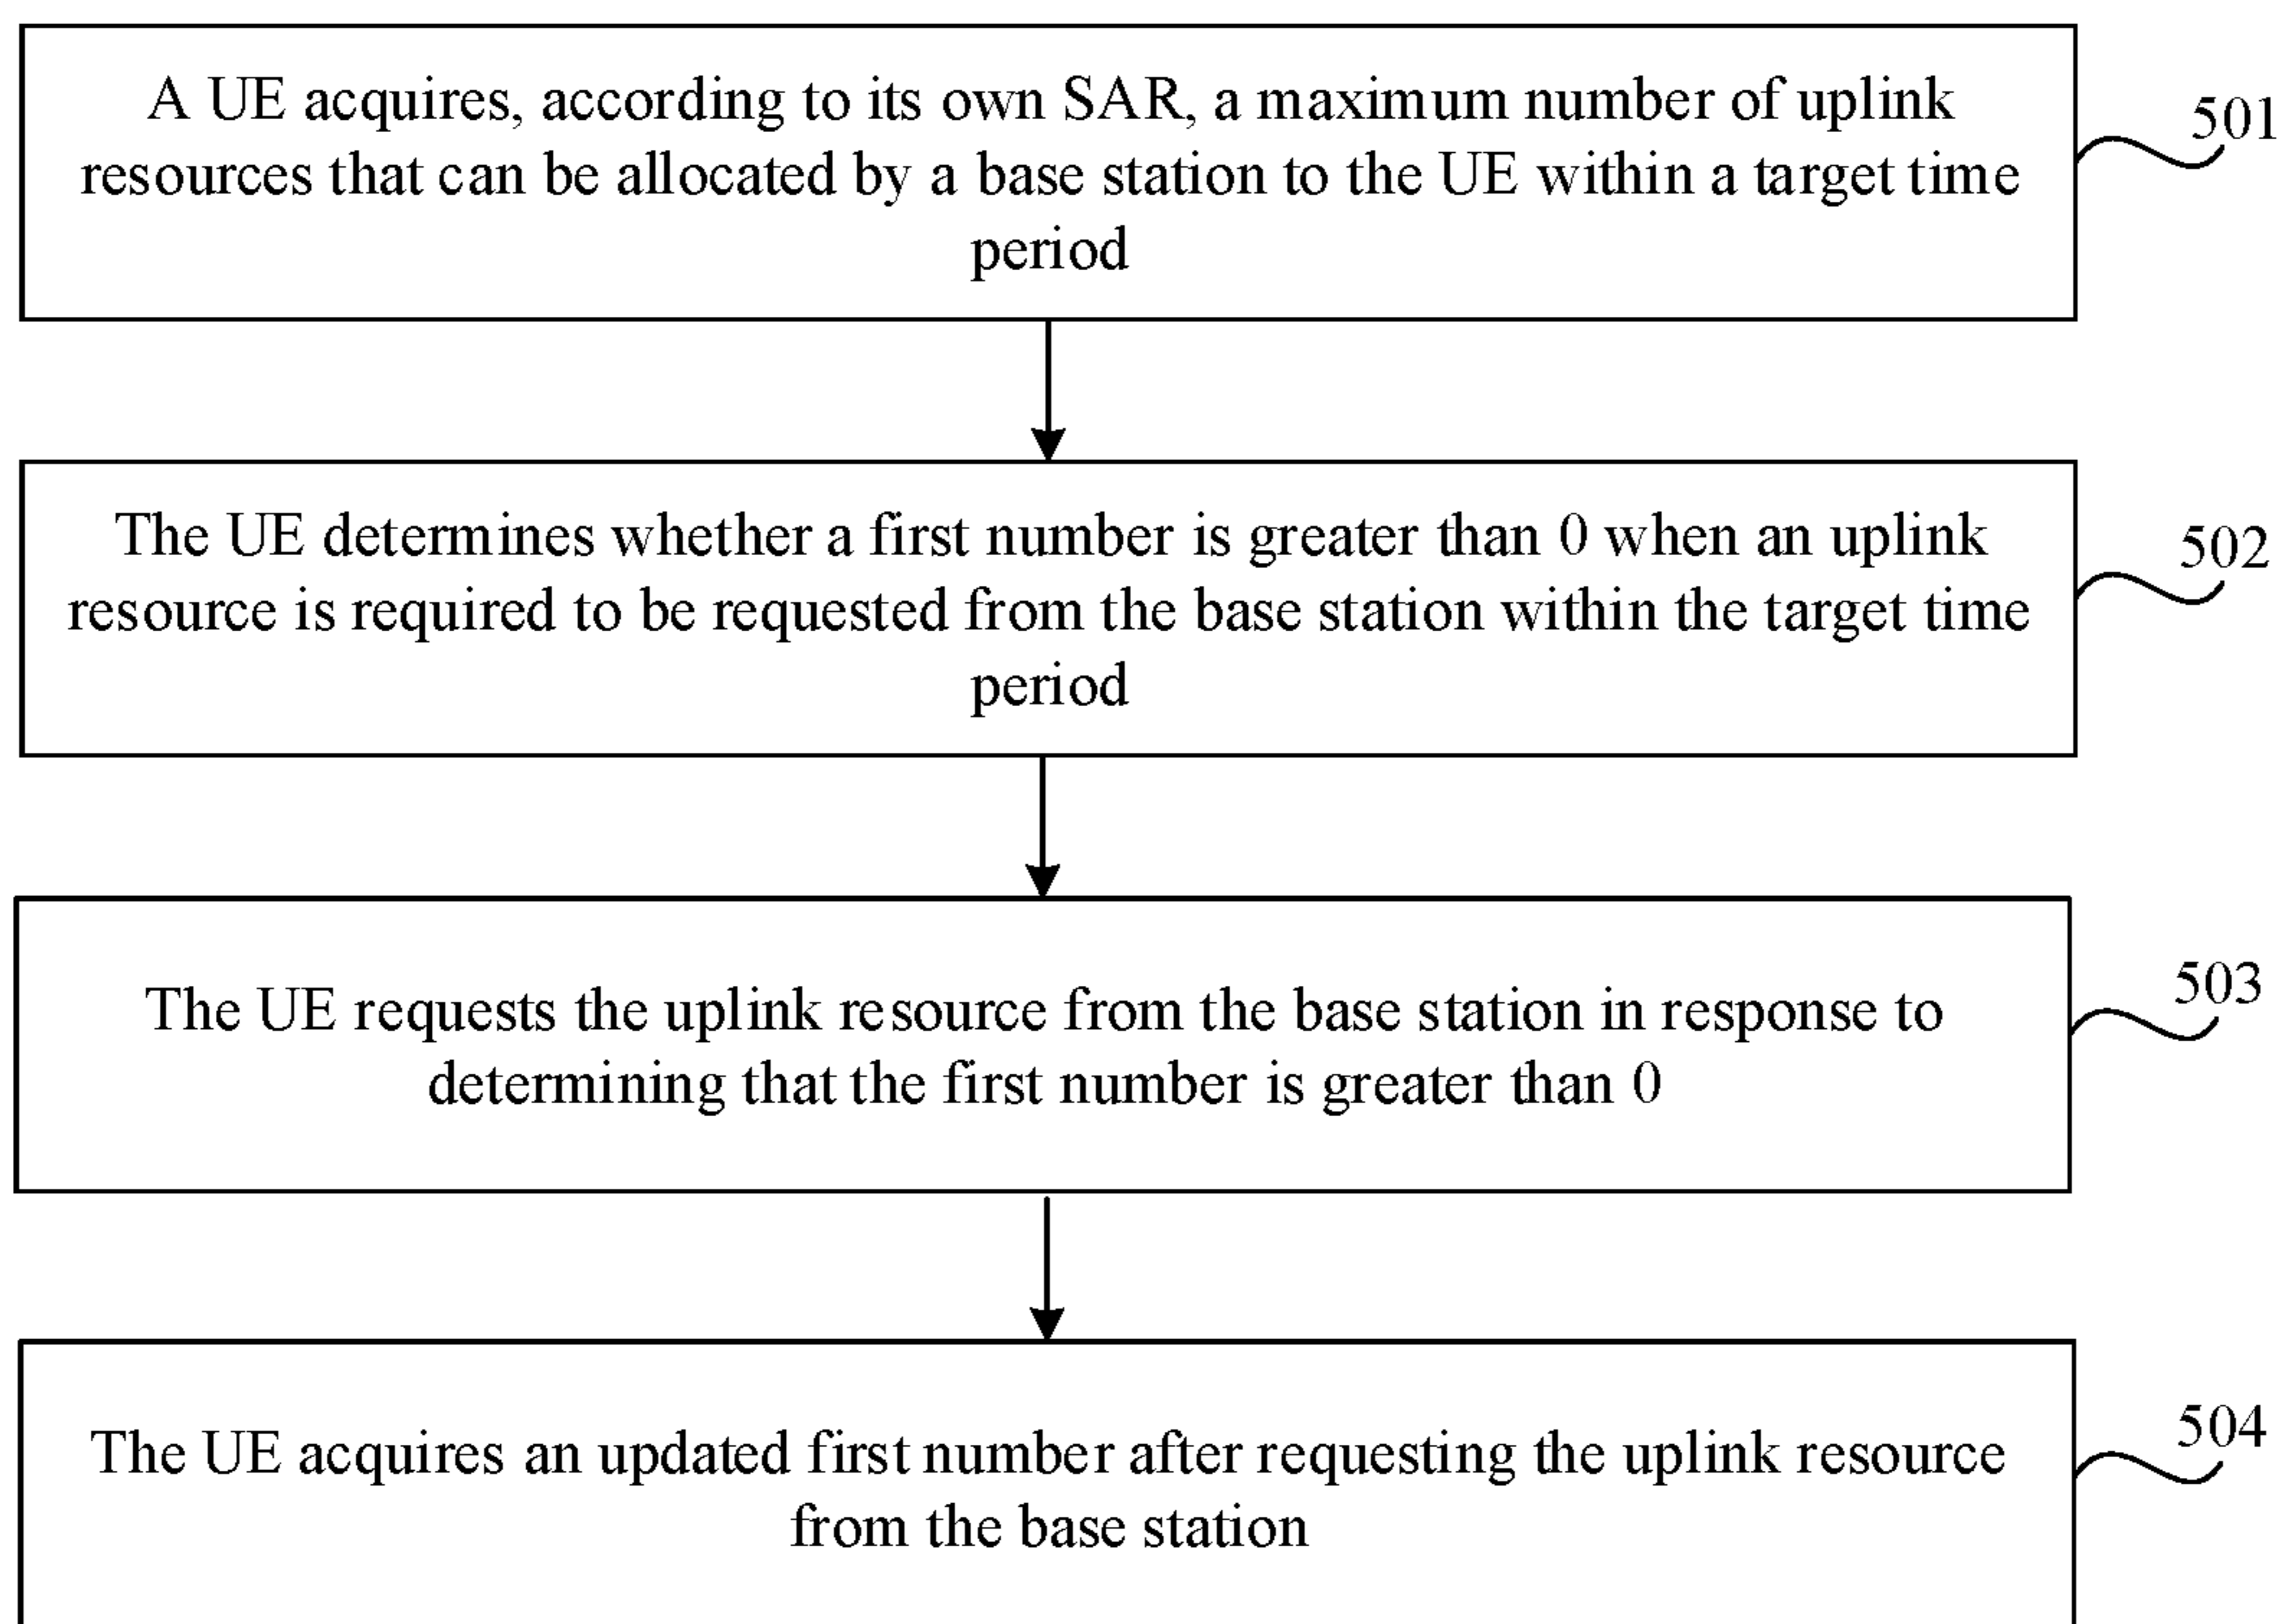 A UE acquires, according to its own SAR, a maximum number of uplink
resources that can be allocated by a base station to the UE within a target time
period
501
The UE determines whether a first number is greater than 0 when an uplink
resource is required to be requested from the base station within the target time
period
502
The UE requests the uplink resource from the base station in response to
determining that the first number is greater than 0
503
The UE acquires an updated first number after requesting the uplink resource
from the base station
504